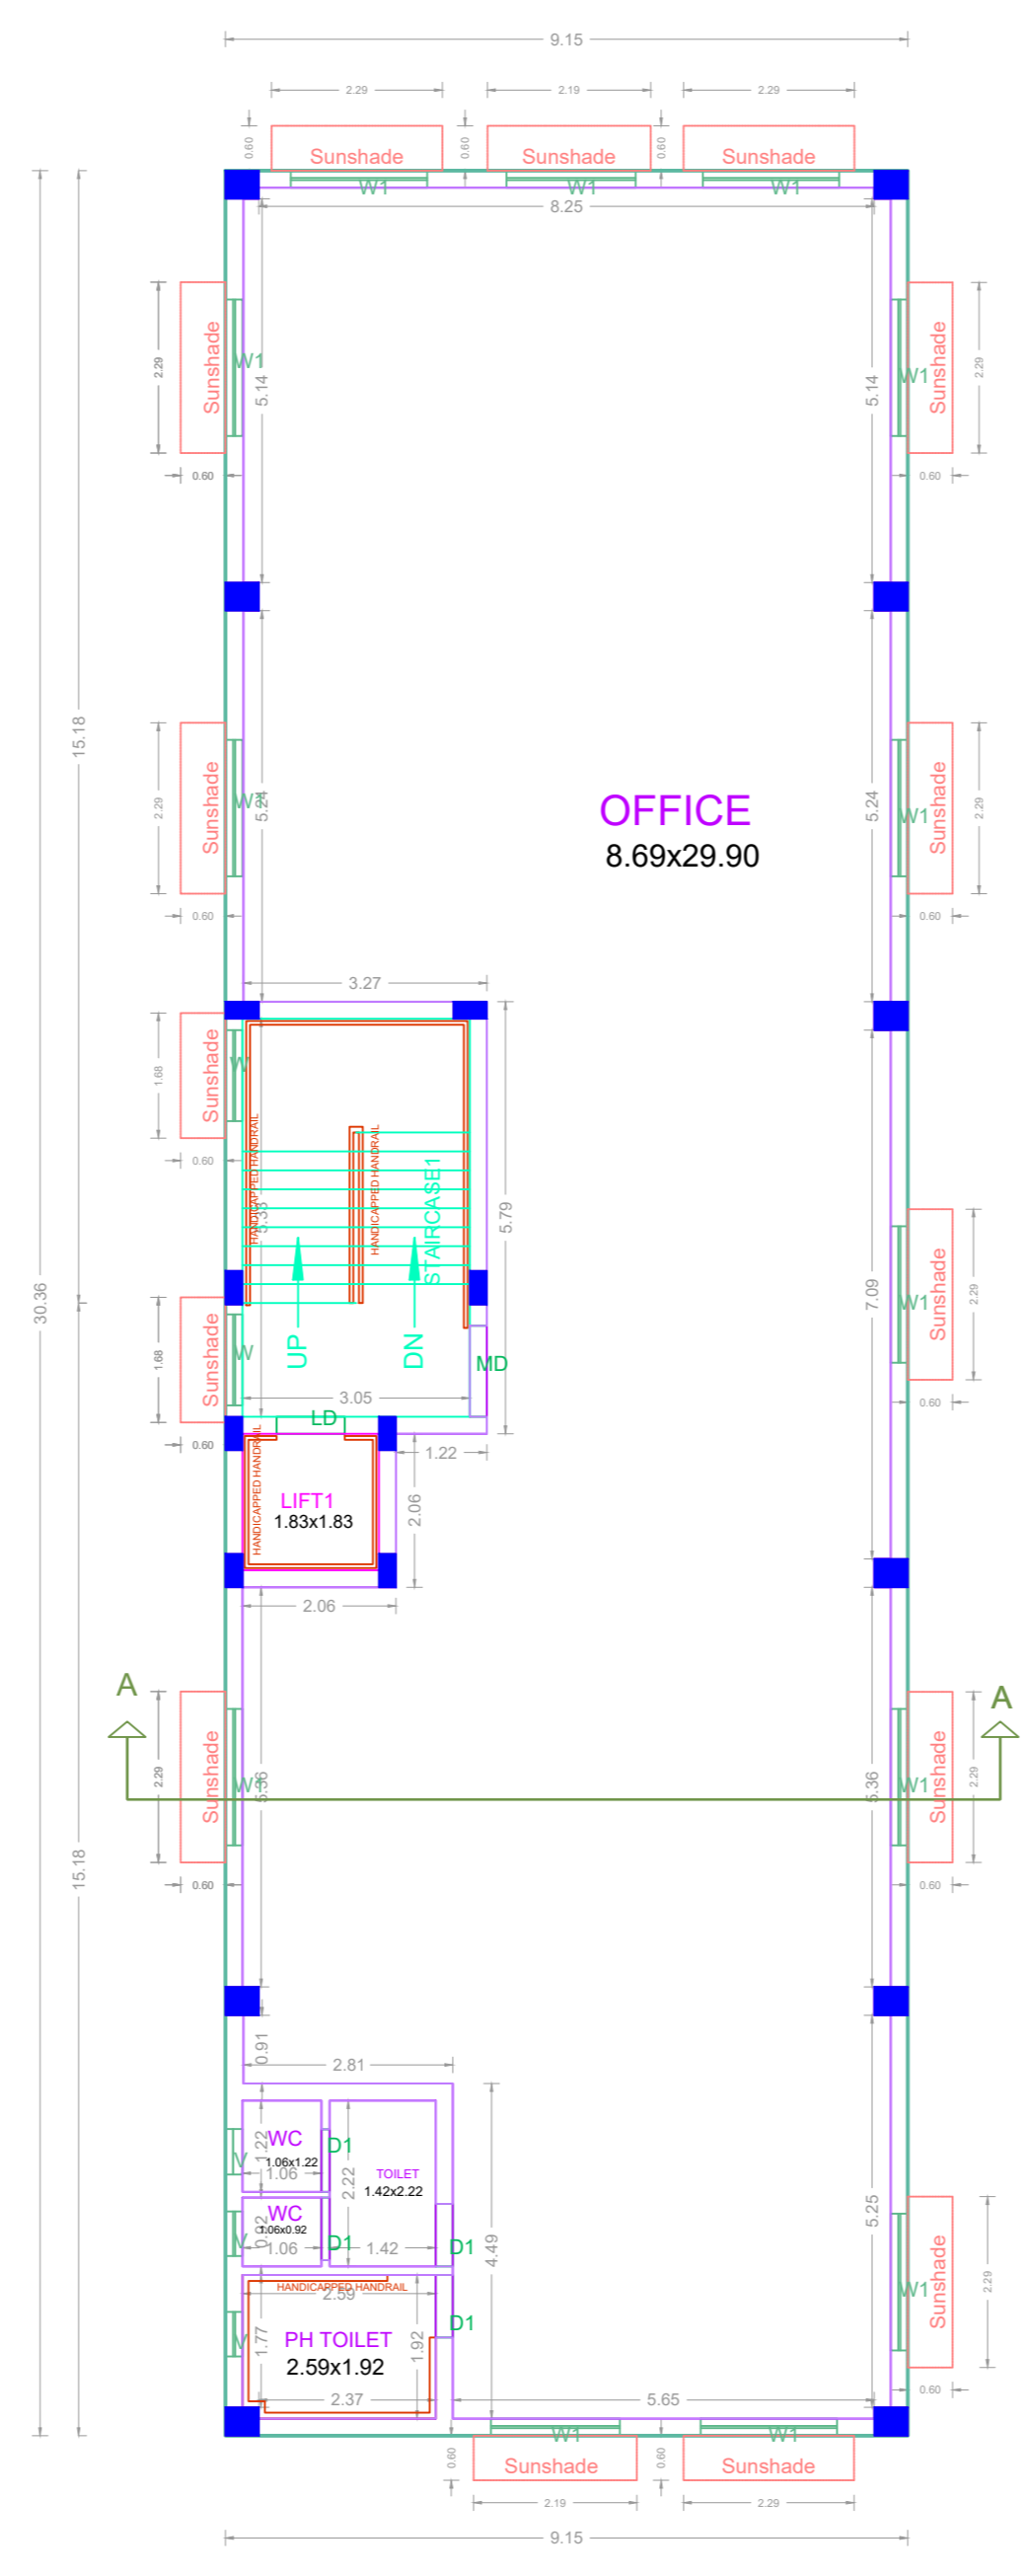 9.15
2.29
2.19
2.29
0.60
0.60
0.60
Sunshade
Sunshade
Sunshade
W1
W1
W1
8.25
Sunshade
W1
2.29
5.14
0.60
5.14
W1
Sunshade
2.29
0.60
15.18
Sunshade
W1
2.29
5.24
0.60
OFFICE
8.69x29.90
5.24
W1
Sunshade
2.29
0.60
3.27
Sunshade
W
1.68
0.60
HANDICAPPED HANDRAIL
5.33
HANDICAPPED HANDRAIL
STAIRCASE1
5.79
UP
DN
MD
30.36
7.09
W1
Sunshade
2.29
0.60
Sunshade
W
1.68
0.60
3.05
LD
1.22
HANDICAPPED HANDRAIL
LIFT1
1.83x1.83
2.06
2.06
A
A
Sunshade
W1
2.29
5.36
0.60
5.36
W1
Sunshade
2.29
0.60
15.18
0.91
2.81
WC
1.06x1.22
1.06
1.22
V
D1
TOILET
1.42x2.22
2.22
WC
1.06x0.92
1.06
0.92
V
D1
1.42
D1
4.49
5.25
HANDICAPPED HANDRAIL
2.59
D1
PH TOILET
2.59x1.92
V
1.77
1.92
2.37
5.65
W1
Sunshade
2.29
0.60
W1
W1
0.60
0.60
Sunshade
Sunshade
2.19
2.29
9.15